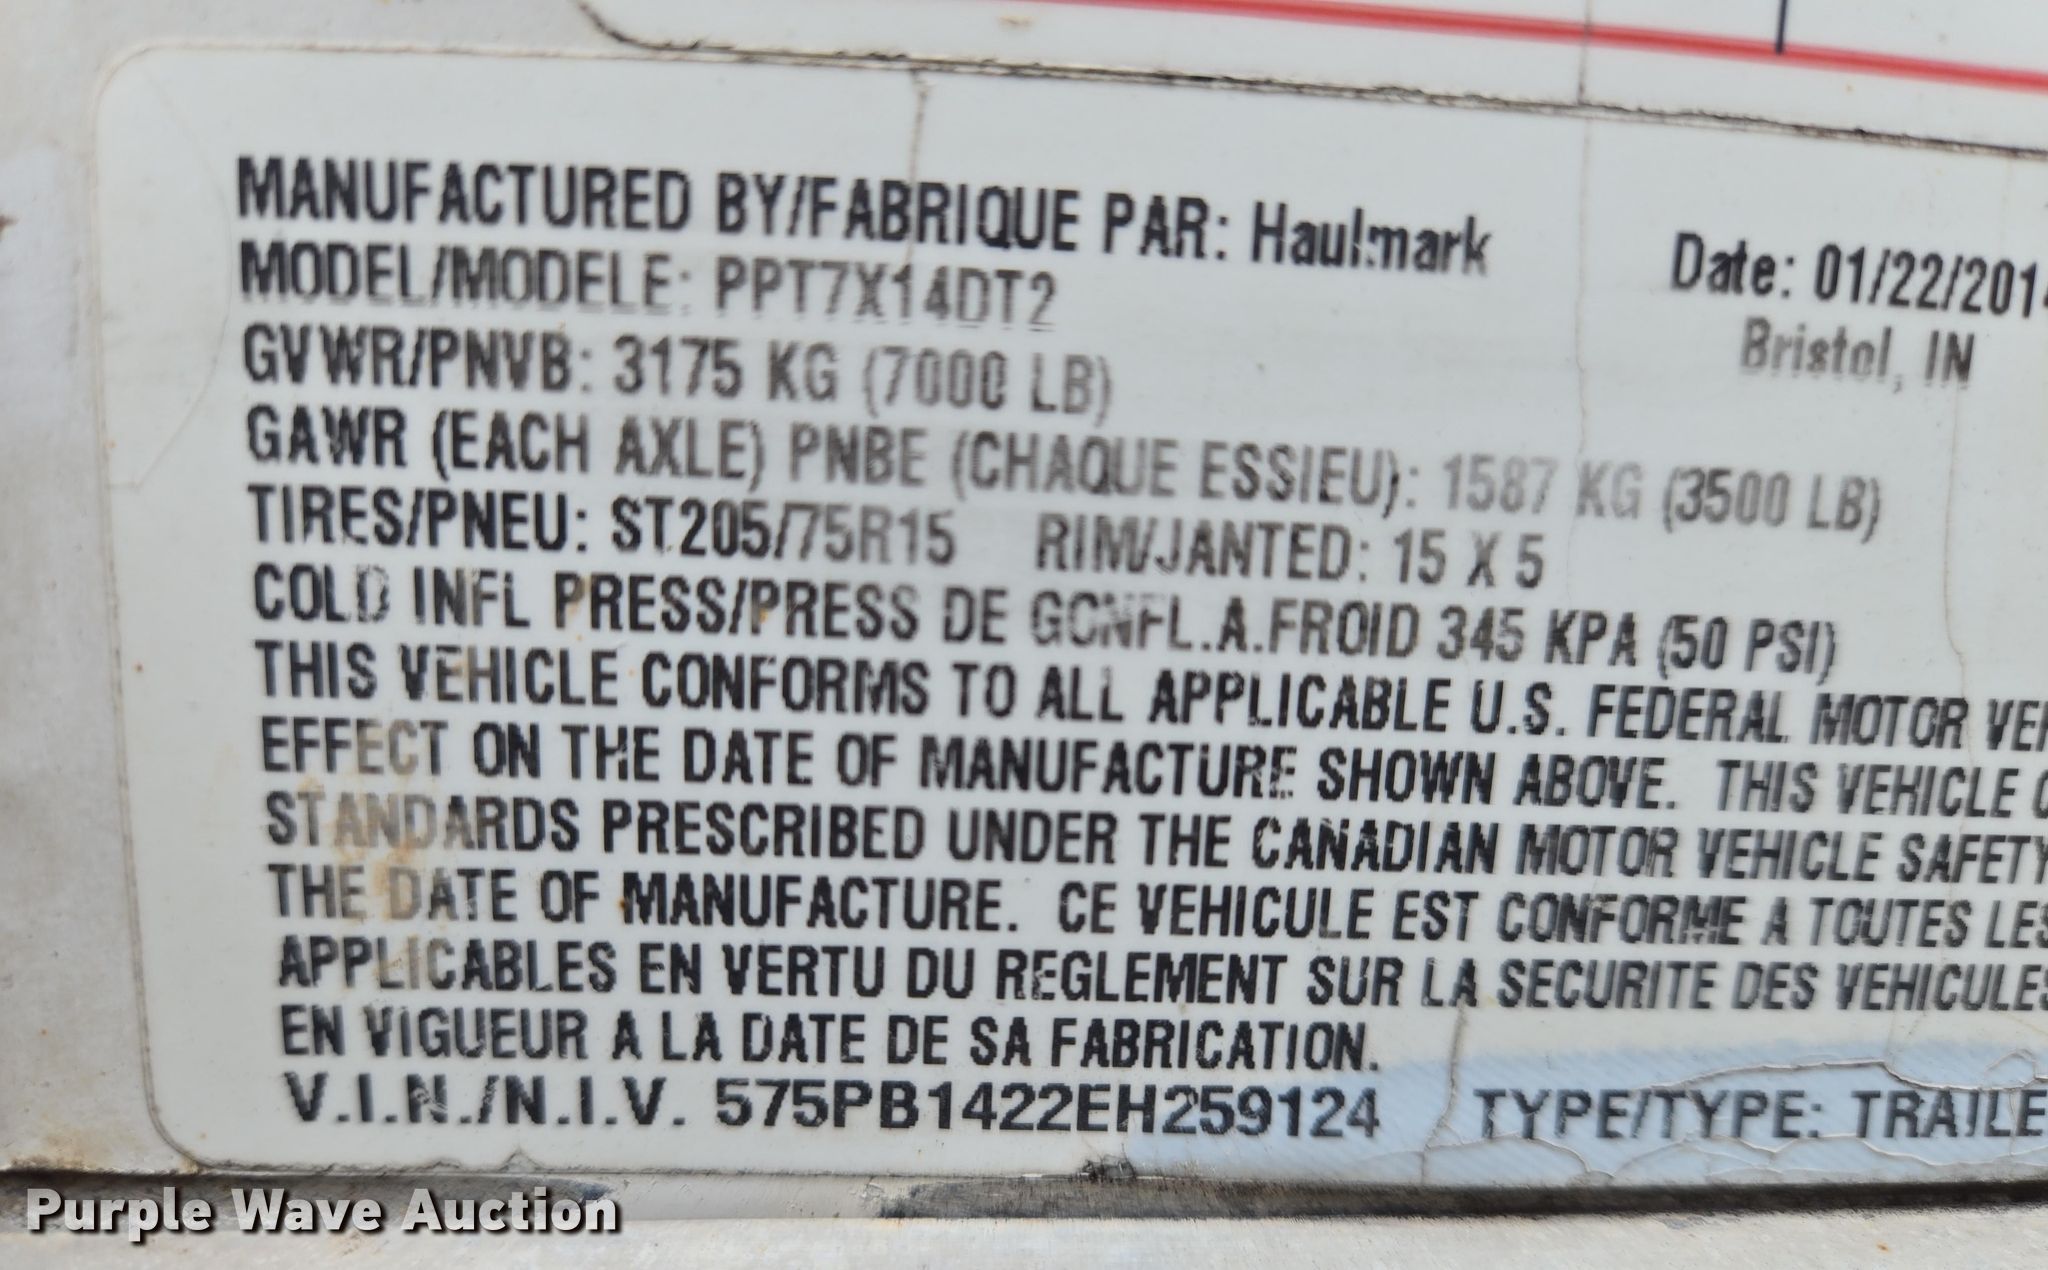 MANUFACTURED BY/FABRIQUE PAR: Haulmark Date: 01/22/2014
MODEL/MODELE: PPT7X14DT2 Bristol, IN
GVWR/PNVB: 3175 KG (7000 LB)
GAWR (EACH AXLE) PNBE (CHAQUE ESSIEU): 1587 KG (3500 LB)
TIRES/PNEU: ST205/75R15 RIM/JANTED: 15 X 5
COLD INFL PRESS/PRESS DE GONFL.A.FROID 345 KPA (50 PSI)
THIS VEHICLE CONFORMS TO ALL APPLICABLE U.S. FEDERAL MOTOR VEH
EFFECT ON THE DATE OF MANUFACTURE SHOWN ABOVE. THIS VEHICLE
STANDARDS PRESCRIBED UNDER THE CANADIAN MOTOR VEHICLE SAFETY
THE DATE OF MANUFACTURE. CE VEHICULE EST CONFORME A TOUTES LES
APPLICABLES EN VERTU DU REGLEMENT SUR LA SECURITE DES VEHICULES
EN VIGUEUR A LA DATE DE SA FABRICATION.
V.I.N./N.I.V. 575PB1422EH259124 TYPE/TYPE: TRAILE
Purple Wave Auction